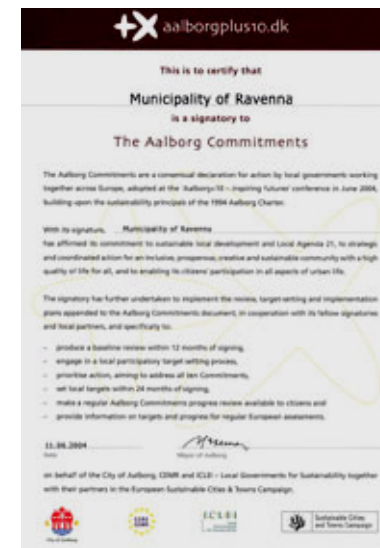 aalborgplus10.dk
This is to certify that
Municipality of Ravenna
is a signatory to
The Aalborg Commitments
The Aalborg Commitments are a consensual declaration for action by local governments working
together across Europe, adopted at the 'Aalborg+10 – Inspiring Futures' conference in June 2004,
building upon the sustainability principals of the 1994 Aalborg Charter.
With its signature, Municipality of Ravenna
has affirmed its commitment to sustainable local development and Local Agenda 21, to strategic
and coordinated action for an inclusive, prosperous, creative and sustainable community with a high
quality of life for all, and to enabling its citizens' participation in all aspects of urban life.
The signatory has further undertaken to implement the review, target-setting and implementation
plans appended to the Aalborg Commitments document, in cooperation with its fellow signatories
and local partners, and specifically to:
- produce a baseline review within 12 months of signing,
- engage in a local participatory target setting process,
- prioritise action, aiming to address all ten Commitments,
- set local targets within 24 months of signing,
- make a regular Aalborg Commitments progress review available to citizens and
- provide information on targets and progress for regular European assessments.
11.06.2004
Date Mayor of Aalborg
on behalf of the City of Aalborg, CEMR and ICLEI – Local Governments for Sustainability together
with their partners in the European Sustainable Cities & Towns Campaign.
City of Aalborg
ICLEI
Sustainable Cities
and Towns Campaign